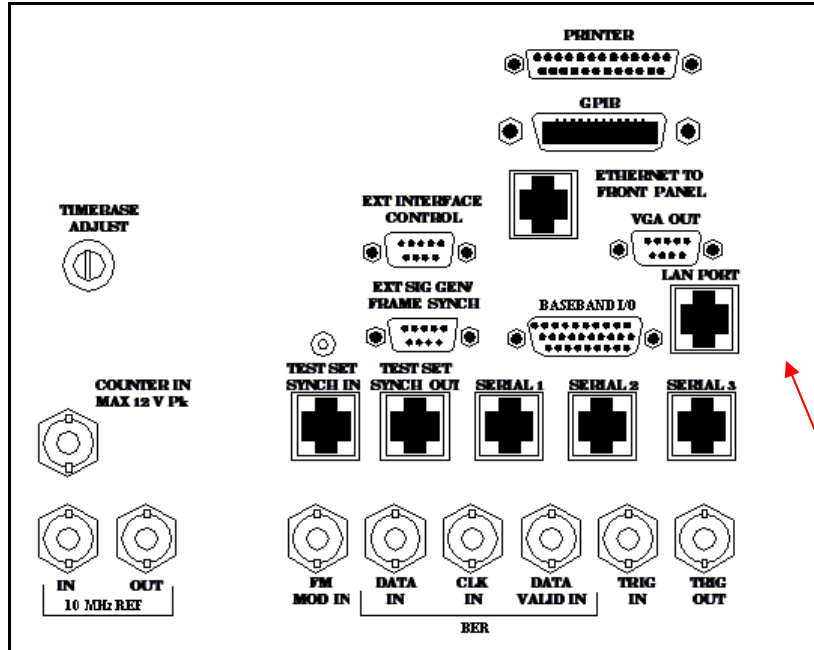 PRINTER
GPIB
ETHERNET TO
FRONT PANEL
TIMEBASE
ADJUST
EXT INTERFACE
CONTROL
VGA OUT
EXT SIG GEN/
FRAME SYNCH
BASEBAND I/O
LAN PORT
TEST SET
SYNCH IN
TEST SET
SYNCH OUT
SERIAL 1
SERIAL 2
SERIAL 3
COUNTER IN
MAX 12 V Pk
IN
OUT
10 MHz REF
FM
MOD IN
DATA
IN
CLK
IN
DATA
VALID IN
TRIG
IN
TRIG
OUT
BER